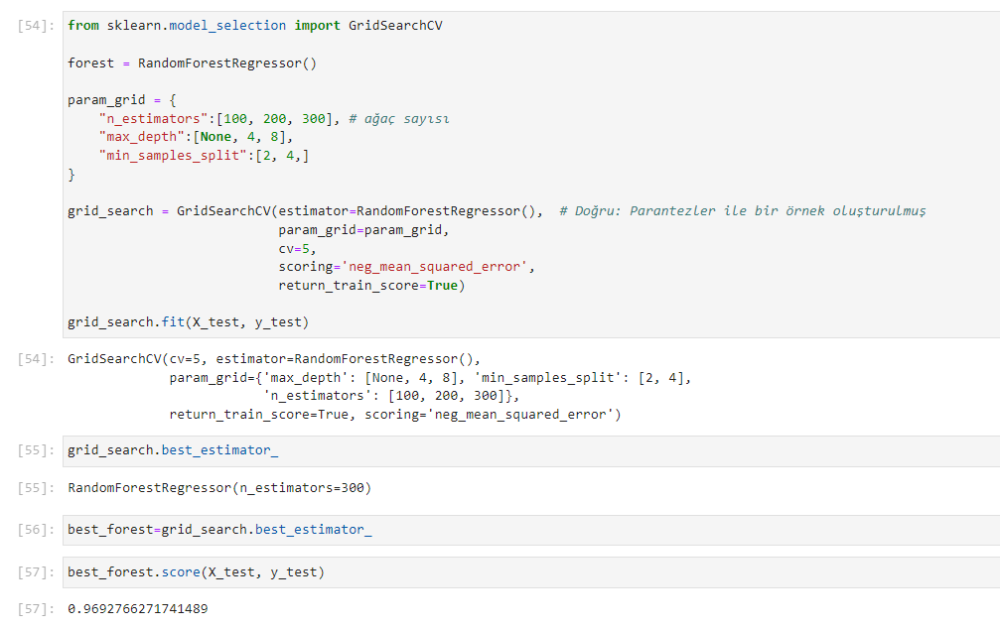 [54]: from sklearn.model_selection import GridSearchCV
forest = RandomForestRegressor()
param_grid = {
"n_estimators":[100, 200, 300], # ağaç sayısı
"max_depth":[None, 4, 8],
"min_samples_split":[2, 4,]
}
grid_search = GridSearchCV(estimator=RandomForestRegressor(),  # Doğru: Parantezler ile bir örnek oluşturulmuş
param_grid=param_grid,
cv=5,
scoring='neg_mean_squared_error',
return_train_score=True)
grid_search.fit(X_test, y_test)
[54]: GridSearchCV(cv=5, estimator=RandomForestRegressor(),
param_grid={'max_depth': [None, 4, 8], 'min_samples_split': [2, 4],
'n_estimators': [100, 200, 300]},
return_train_score=True, scoring='neg_mean_squared_error')
[55]: grid_search.best_estimator_
[55]: RandomForestRegressor(n_estimators=300)
[56]: best_forest=grid_search.best_estimator_
[57]: best_forest.score(X_test, y_test)
[57]: 0.9692766271741489